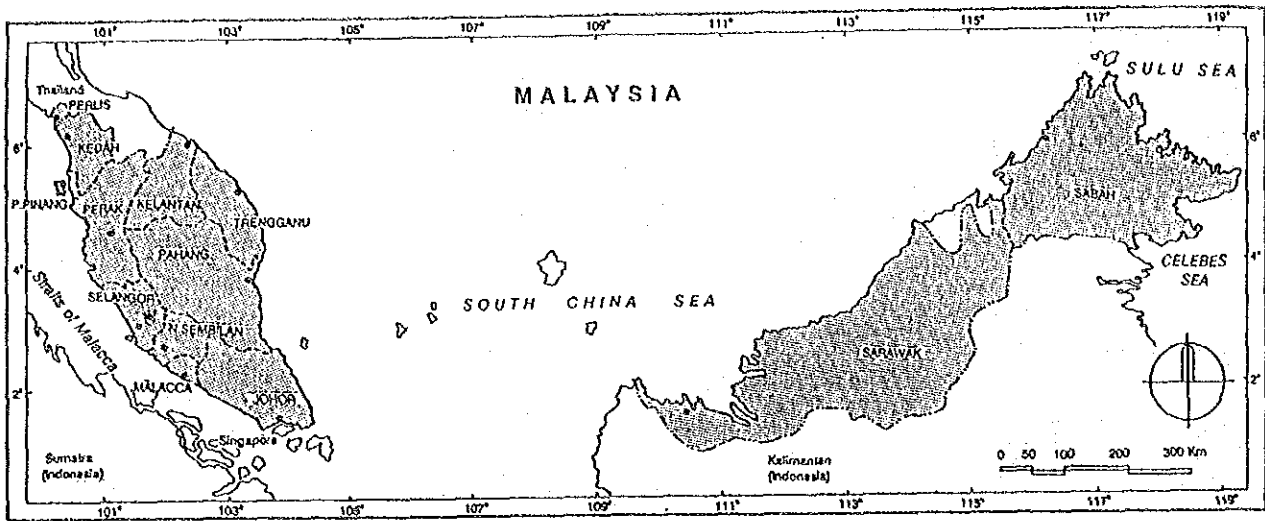 101° 103° 105° 107° 109° 111° 113° 115° 117° 119°
SULU SEA
MALAYSIA
Thailand
PERLIS
6° KEDAH 6°
SABAH
P.PINANG PERAK KELANTAN
TRENGGANU
PAHANG
4° 4°
CELEBES
SEA
SELANGOR
SOUTH CHINA SEA
Straits of Malacca
N.SEMBILAN
SARAWAK
2° MALACCA 2°
JOHOR
Singapore
Sumatra
(Indonesia)
Kalimantan
(Indonesia)
0 50 100 200 300 Km
101° 103° 105° 107° 109° 111° 113° 115° 117° 119°